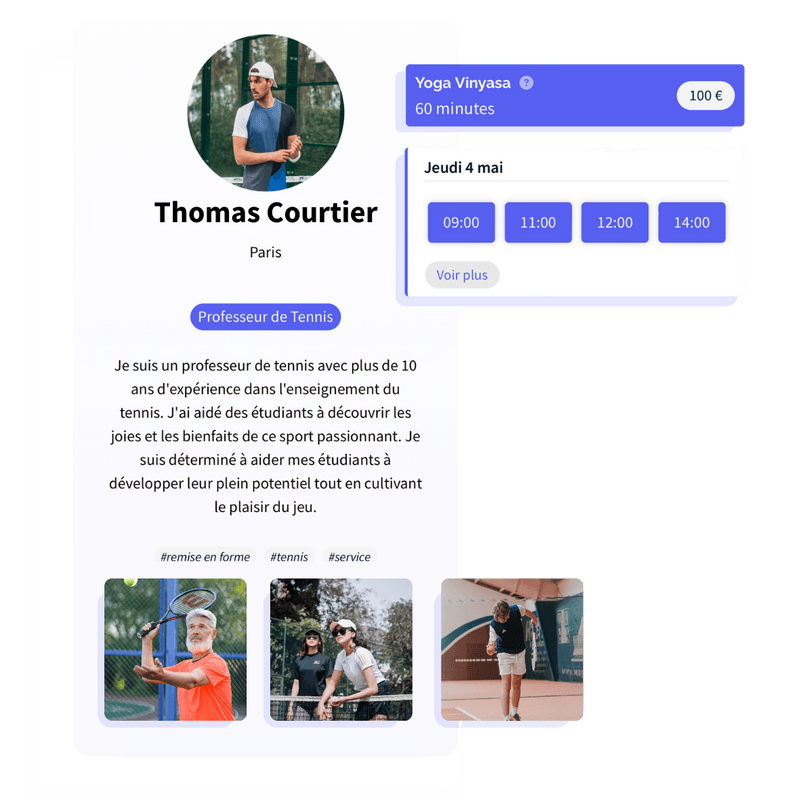 Thomas Courtier
Paris
Professeur de Tennis
Je suis un professeur de tennis avec plus de 10
ans d'expérience dans l'enseignement du
tennis. J'ai aidé des étudiants à découvrir les
joies et les bienfaits de ce sport passionnant. Je
suis déterminé à aider mes étudiants à
développer leur plein potentiel tout en cultivant
le plaisir du jeu.
#remise en forme #tennis #service
Yoga Vinyasa ?
60 minutes
100 €
Jeudi 4 mai
09:00 11:00 12:00 14:00
Voir plus